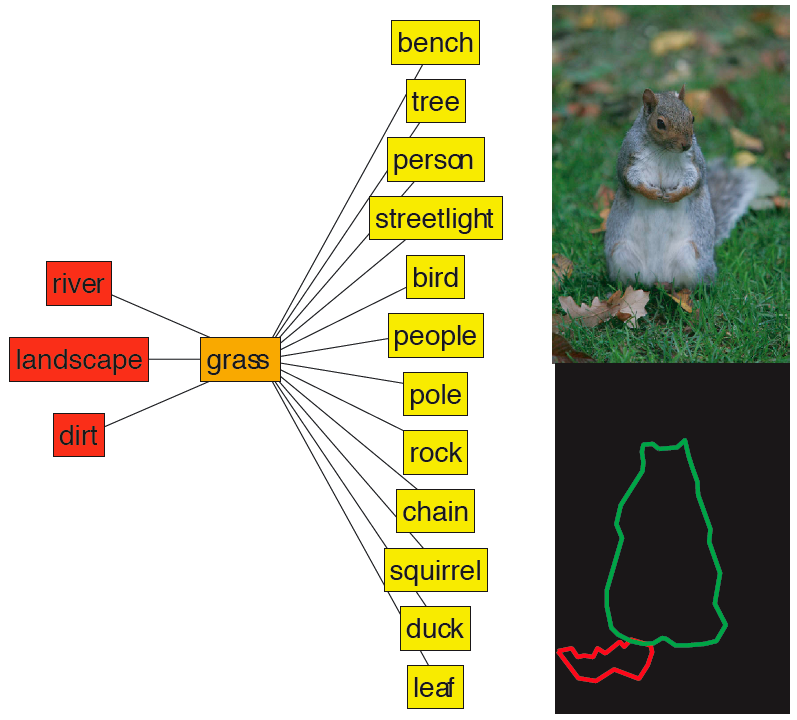 river
landscape
dirt
grass
bench
tree
person
streetlight
bird
people
pole
rock
chain
squirrel
duck
leaf